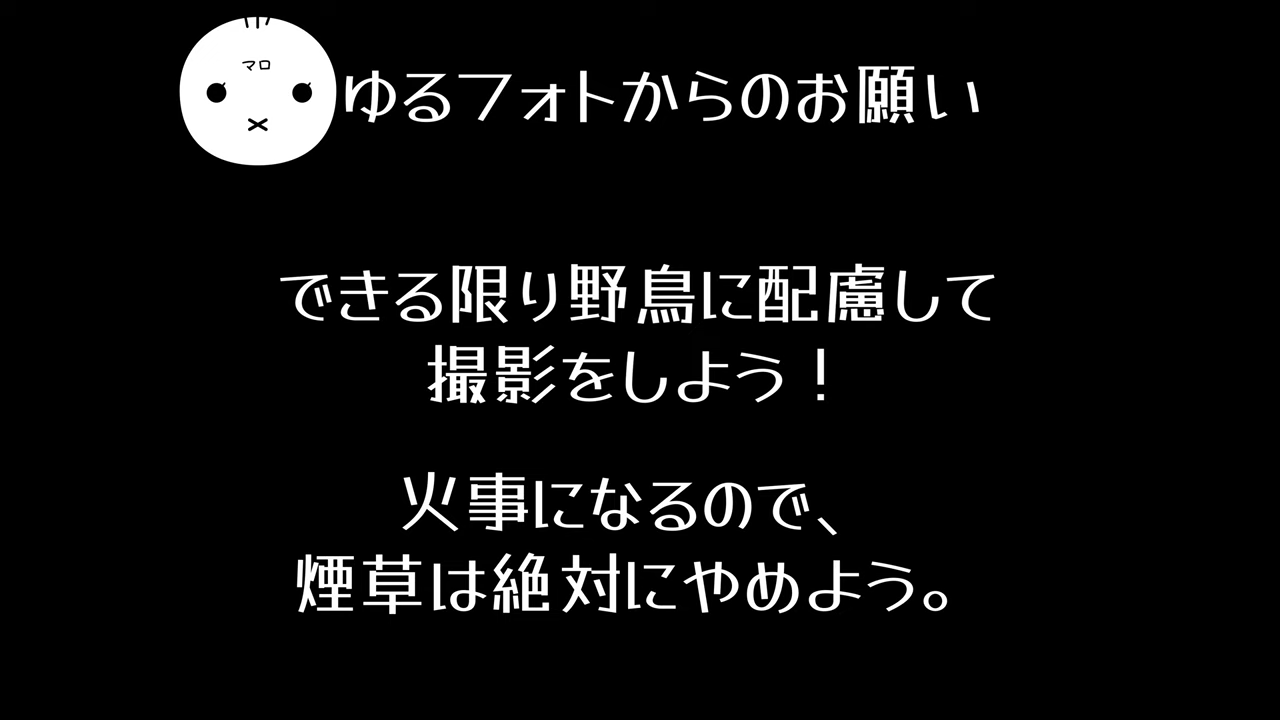 マロ
ゆるフォトからのお願い
できる限り野鳥に配慮して
撮影をしよう！
火事になるので、
煙草は絶対にやめよう。